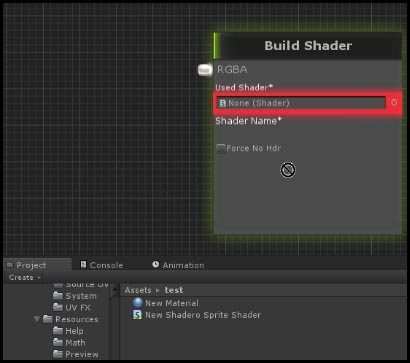 Build Shader
RGBA
Used Shader*
None (Shader)
Shader Name*
Force No Hdr
Project
Console
Animation
Create
Assets ▸ test
Source UV
System
UV FX
Resources
Help
Math
Preview
New Material
New Shadero Sprite Shader